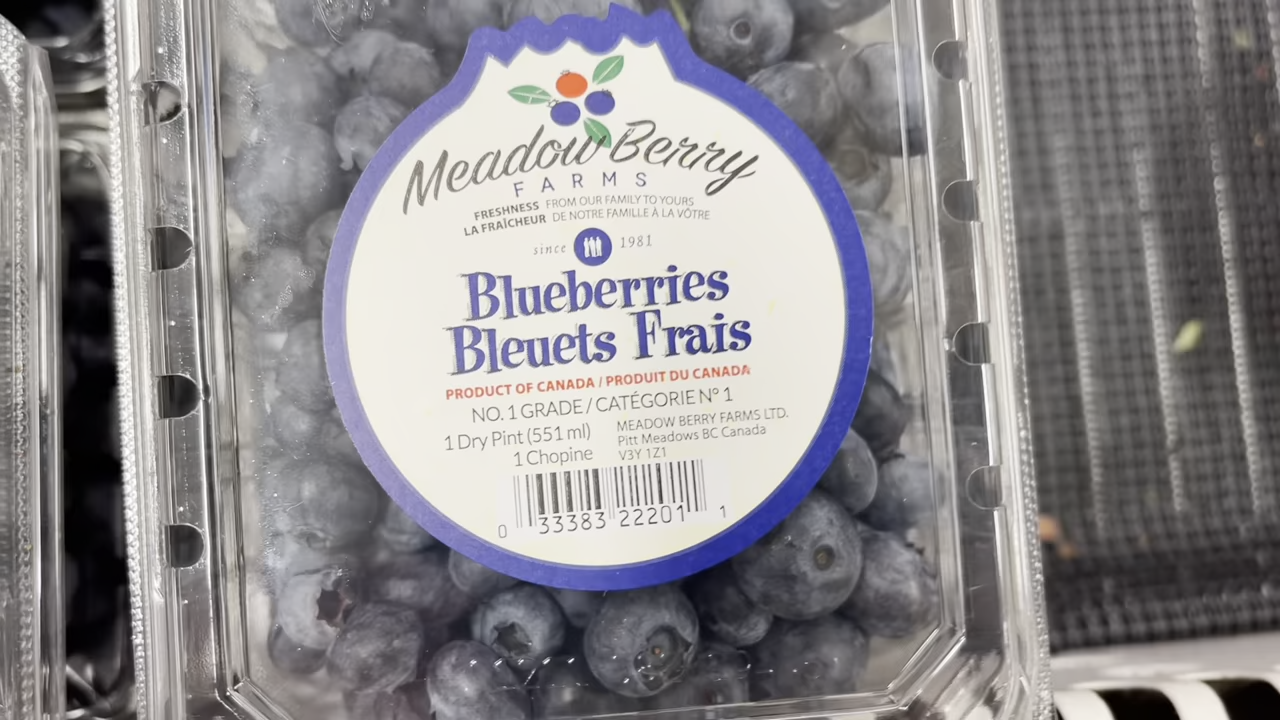 Meadow Berry
FARMS
FRESHNESS FROM OUR FAMILY TO YOURS
LA FRAÎCHEUR DE NOTRE FAMILLE À LA VÔTRE
since 1981
Blueberries
Bleuets Frais
PRODUCT OF CANADA / PRODUIT DU CANADA
NO. 1 GRADE / CATÉGORIE N° 1
1 Dry Pint (551 ml)
1 Chopine
MEADOW BERRY FARMS LTD.
Pitt Meadows BC Canada
V3Y 1Z1
0 33383 22201 1